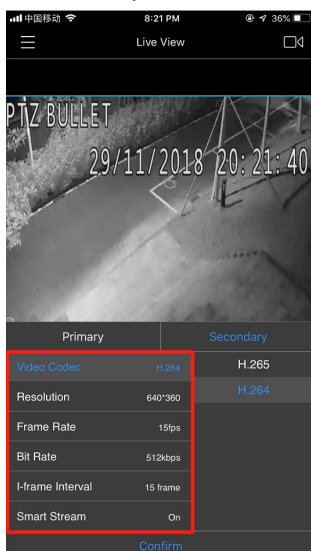 中国移动 8:21 PM 36%
Live View
PTZ BULLET
29/11/2018 20:21:40
Primary Secondary
Video Codec H.264 H.265
H.264
Resolution 640*360
Frame Rate 15fps
Bit Rate 512kbps
I-frame Interval 15 frame
Smart Stream On
Confirm